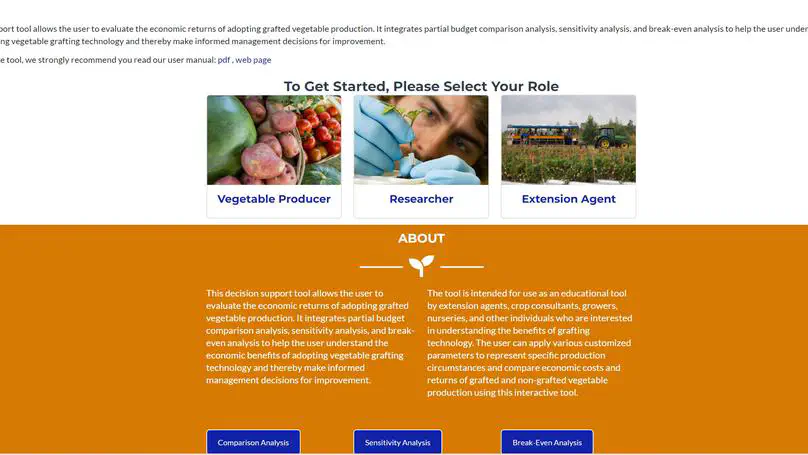 port tool allows the user to evaluate the economic returns of adopting grafted vegetable production. It integrates partial budget comparison analysis, sensitivity analysis, and break-even analysis to help the user under
ng vegetable grafting technology and thereby make informed management decisions for improvement.
e tool, we strongly recommend you read our user manual: pdf , web page
To Get Started, Please Select Your Role
Vegetable Producer
Researcher
Extension Agent
ABOUT
This decision support tool allows the user to
evaluate the economic returns of adopting grafted
vegetable production. It integrates partial budget
comparison analysis, sensitivity analysis, and break-
even analysis to help the user understand the
economic benefits of adopting vegetable grafting
technology and thereby make informed
management decisions for improvement.
The tool is intended for use as an educational tool
by extension agents, crop consultants, growers,
nurseries, and other individuals who are interested
in understanding the benefits of grafting
technology. The user can apply various customized
parameters to represent specific production
circumstances and compare economic costs and
returns of grafted and non-grafted vegetable
production using this interactive tool.
Comparison Analysis
Sensitivity Analysis
Break-Even Analysis